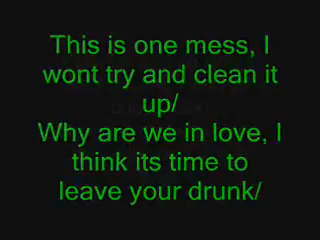 This is one mess, I
wont try and clean it
up/
Why are we in love, I
think its time to
leave your drunk/